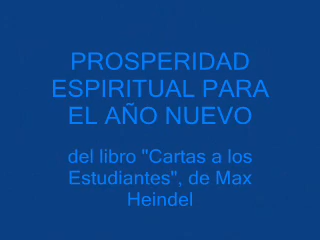 PROSPERIDAD
ESPIRITUAL PARA
EL AÑO NUEVO
del libro "Cartas a los
Estudiantes", de Max
Heindel